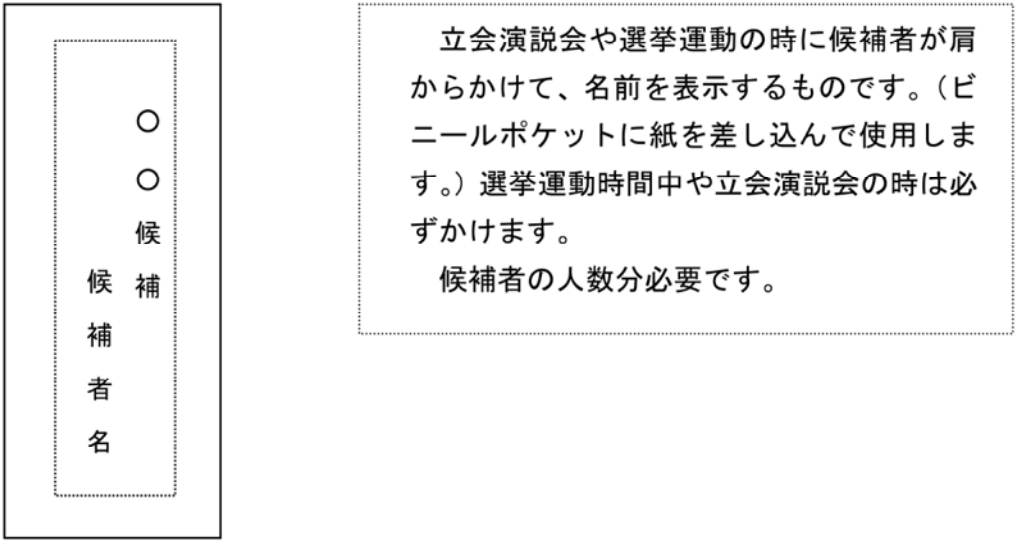 ○○候補
候補者名
立会演説会や選挙運動の時に候補者が肩
からかけて、名前を表示するものです。（ビ
ニールポケットに紙を差し込んで使用しま
す。）選挙運動時間中や立会演説会の時は必
ずかけます。
候補者の人数分必要です。